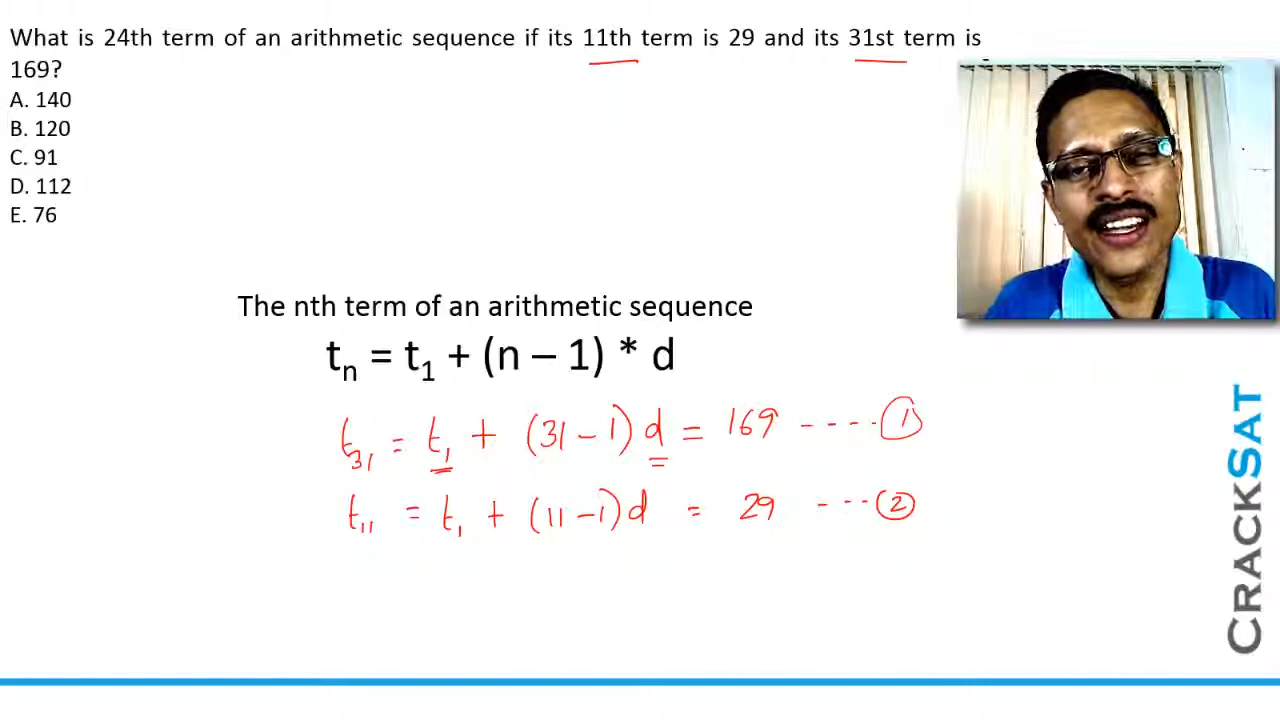 What is 24th term of an arithmetic sequence if its 11th term is 29 and its 31st term is
169?
A. 140
B. 120
C. 91
D. 112
E. 76
The nth term of an arithmetic sequence
tₙ = t₁ + (n – 1) * d
t₃₁ = t₁ + (31 – 1) d = 169 ---- ①
t₁₁ = t₁ + (11 – 1) d = 29 --- ②
CRACKSAT